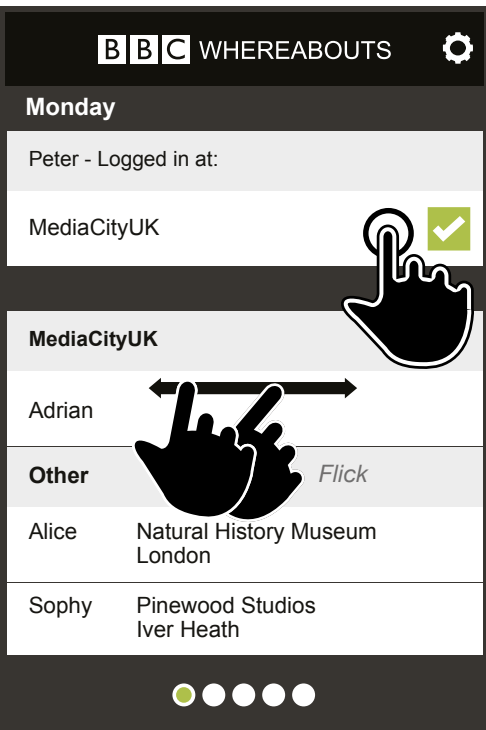 BBC WHEREABOUTS
Monday
Peter - Logged in at:
MediaCityUK
MediaCityUK
Adrian
Other Flick
Alice Natural History Museum
London
Sophy Pinewood Studios
Iver Heath